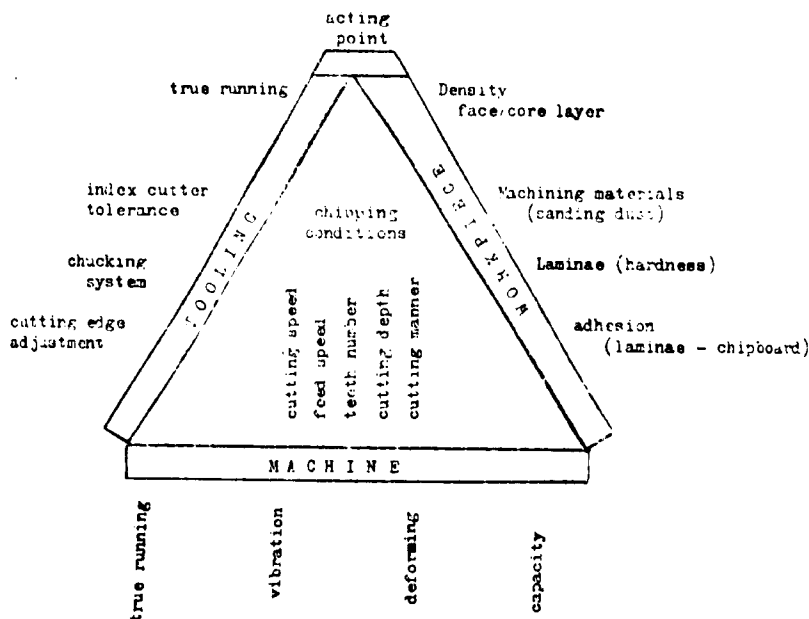 acting
point
true running
Density
face/core layer
index cutter
tolerance
Machining materials
(sanding dust)
chipping
conditions
chucking
system
Laminae (hardness)
cutting edge
adjustment
adhesion
(laminae - chipboard)
TOOLING
WORKPIECE
cutting speed
feed speed
teeth number
cutting depth
cutting manner
MACHINE
true running
vibration
deforming
capacity